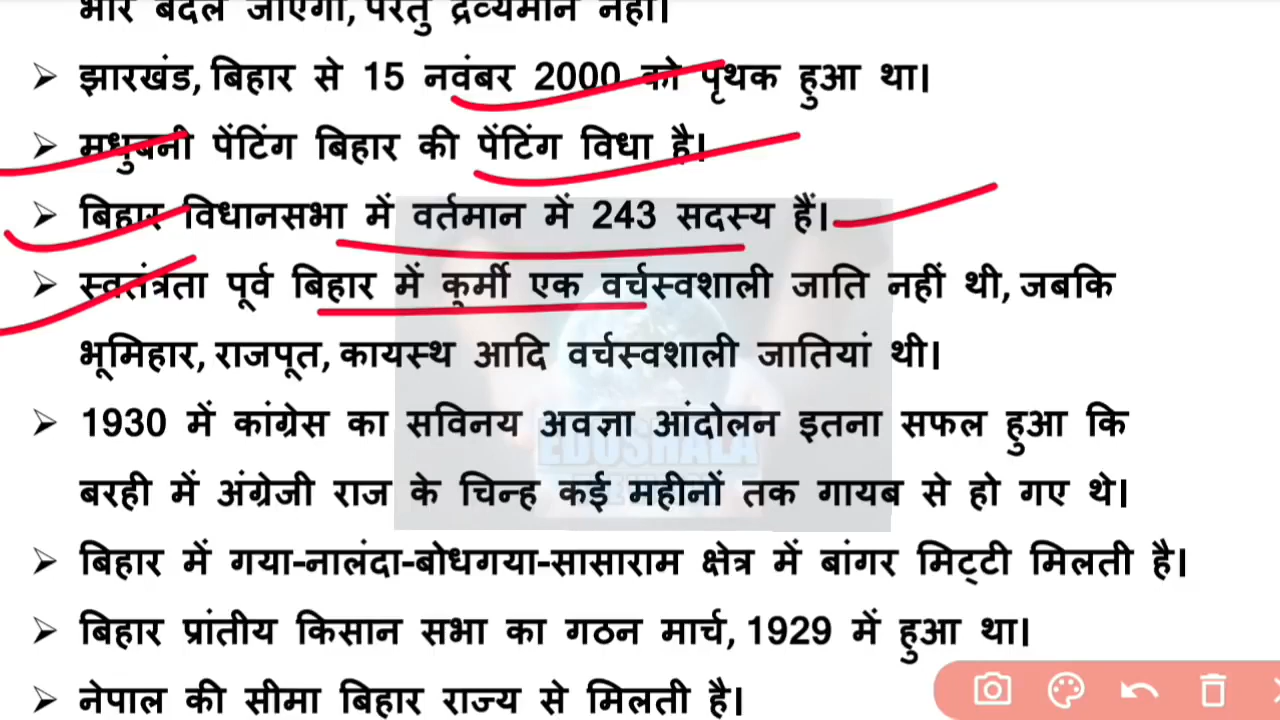 भार बदल जाएगा, परंतु द्रव्यमान नहीं।
➢ झारखंड, बिहार से 15 नवंबर 2000 को पृथक हुआ था।
➢ मधुबनी पेंटिंग बिहार की पेंटिंग विधा है।
➢ बिहार विधानसभा में वर्तमान में 243 सदस्य हैं।
➢ स्वतंत्रता पूर्व बिहार में कुर्मी एक वर्चस्वशाली जाति नहीं थी, जबकि
भूमिहार, राजपूत, कायस्थ आदि वर्चस्वशाली जातियां थी।
➢ 1930 में कांग्रेस का सविनय अवज्ञा आंदोलन इतना सफल हुआ कि
बरही में अंग्रेजी राज के चिन्ह कई महीनों तक गायब से हो गए थे।
EDUSHALA
➢ बिहार में गया-नालंदा-बोधगया-सासाराम क्षेत्र में बांगर मिट्टी मिलती है।
➢ बिहार प्रांतीय किसान सभा का गठन मार्च, 1929 में हुआ था।
➢ नेपाल की सीमा बिहार राज्य से मिलती है।